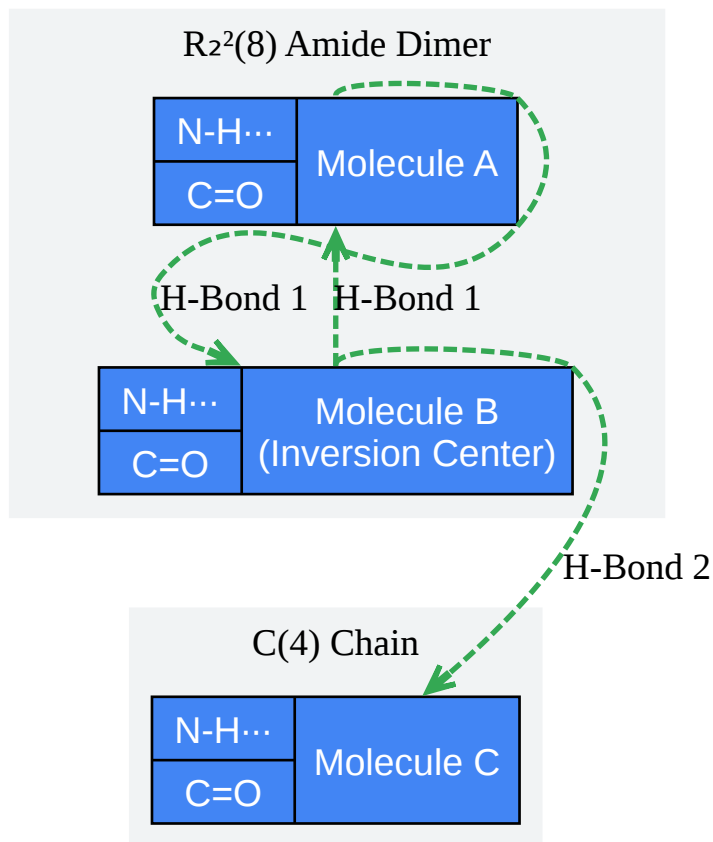 R₂²(8) Amide Dimer
N-H···
C=O
Molecule A
H-Bond 1
H-Bond 1
N-H···
C=O
Molecule B
(Inversion Center)
H-Bond 2
C(4) Chain
N-H···
C=O
Molecule C